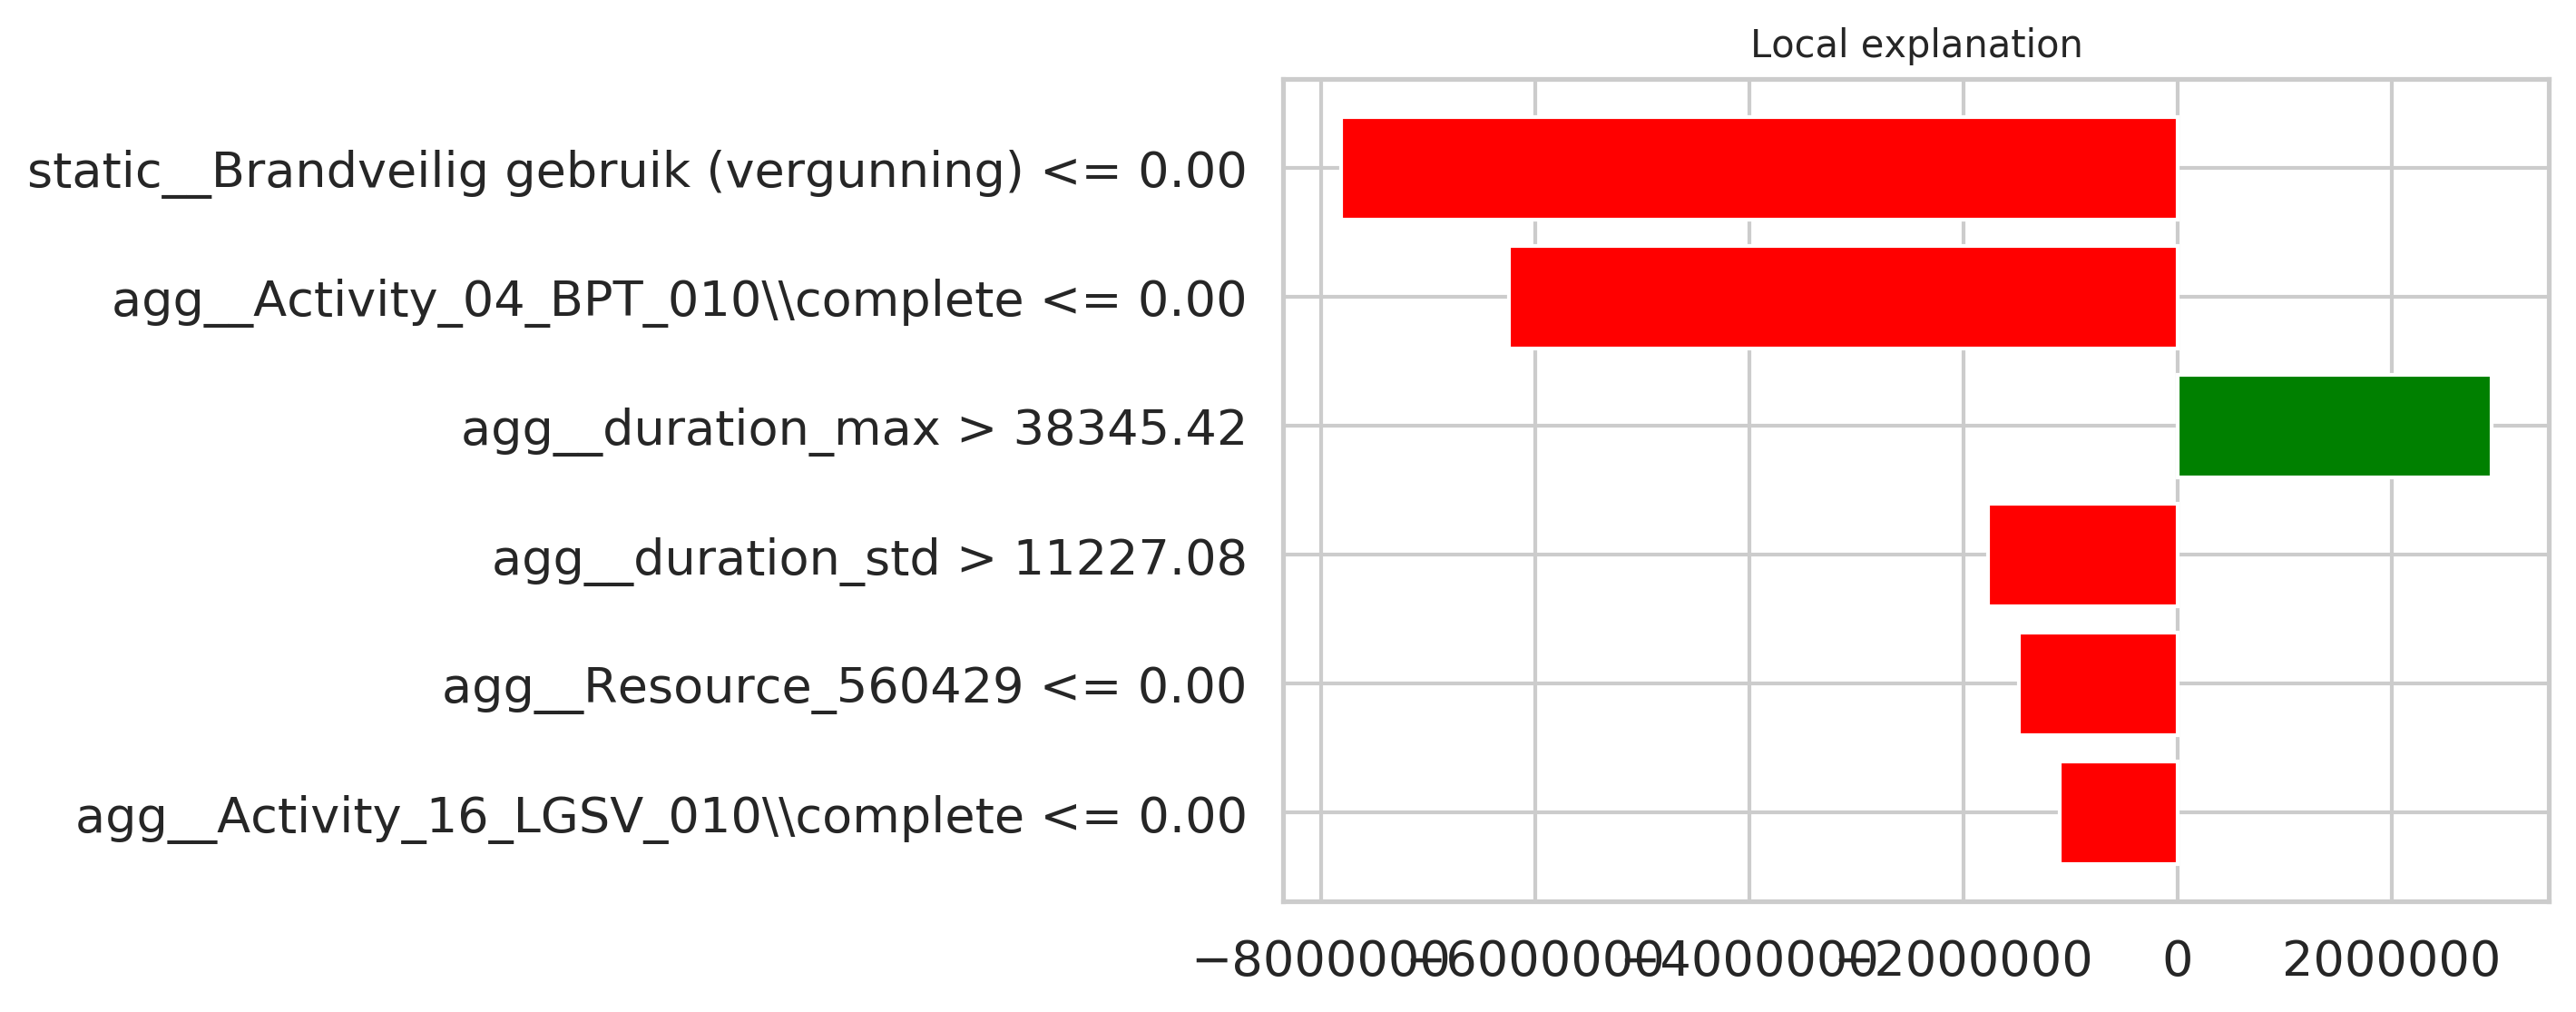 Local explanation
static__Brandveilig gebruik (vergunning) <= 0.00
agg__Activity_04_BPT_010\\complete <= 0.00
agg__duration_max > 38345.42
agg__duration_std > 11227.08
agg__Resource_560429 <= 0.00
agg__Activity_16_LGSV_010\\complete <= 0.00
−8000000 −6000000 −4000000 −2000000 0 2000000